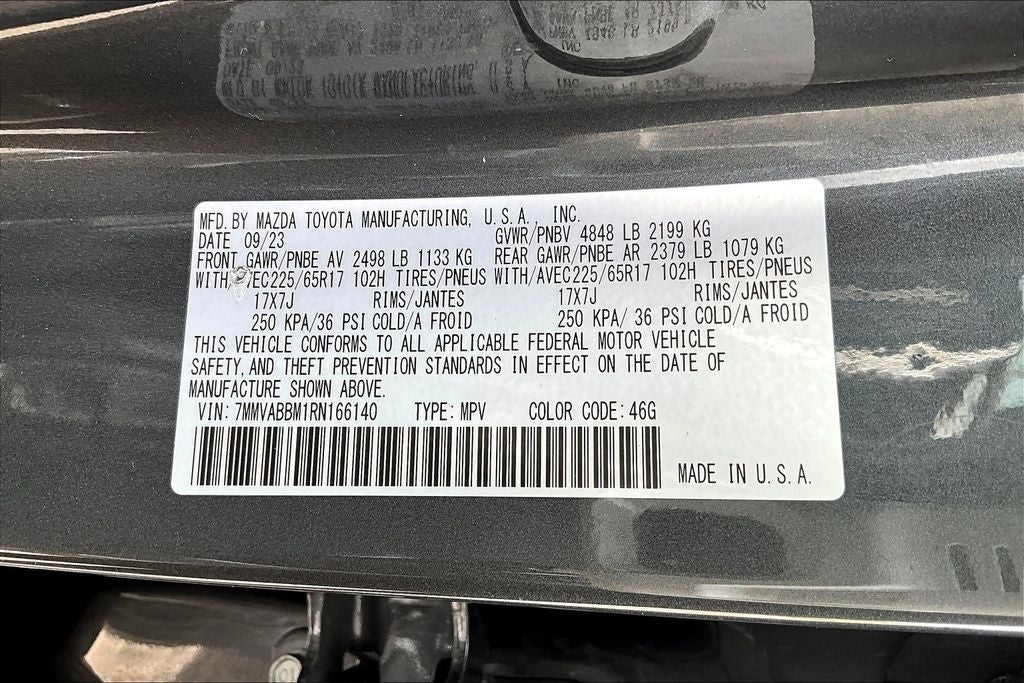 MFD. BY MAZDA TOYOTA MANUFACTURING, U.S.A., INC.
DATE 09/23 GVWR/PNBV 4848 LB 2199 KG
FRONT GAWR/PNBE AV 2498 LB 1133 KG REAR GAWR/PNBE AR 2379 LB 1079 KG
WITH/AVEC225/65R17 102H TIRES/PNEUS WITH/AVEC225/65R17 102H TIRES/PNEUS
17X7J RIMS/JANTES 17X7J RIMS/JANTES
250 KPA/36 PSI COLD/A FROID 250 KPA/ 36 PSI COLD/A FROID
THIS VEHICLE CONFORMS TO ALL APPLICABLE FEDERAL MOTOR VEHICLE
SAFETY, AND THEFT PREVENTION STANDARDS IN EFFECT ON THE DATE OF
MANUFACTURE SHOWN ABOVE.
VIN: 7MMVABBM1RN166140 TYPE: MPV COLOR CODE: 46G
MADE IN U.S.A.